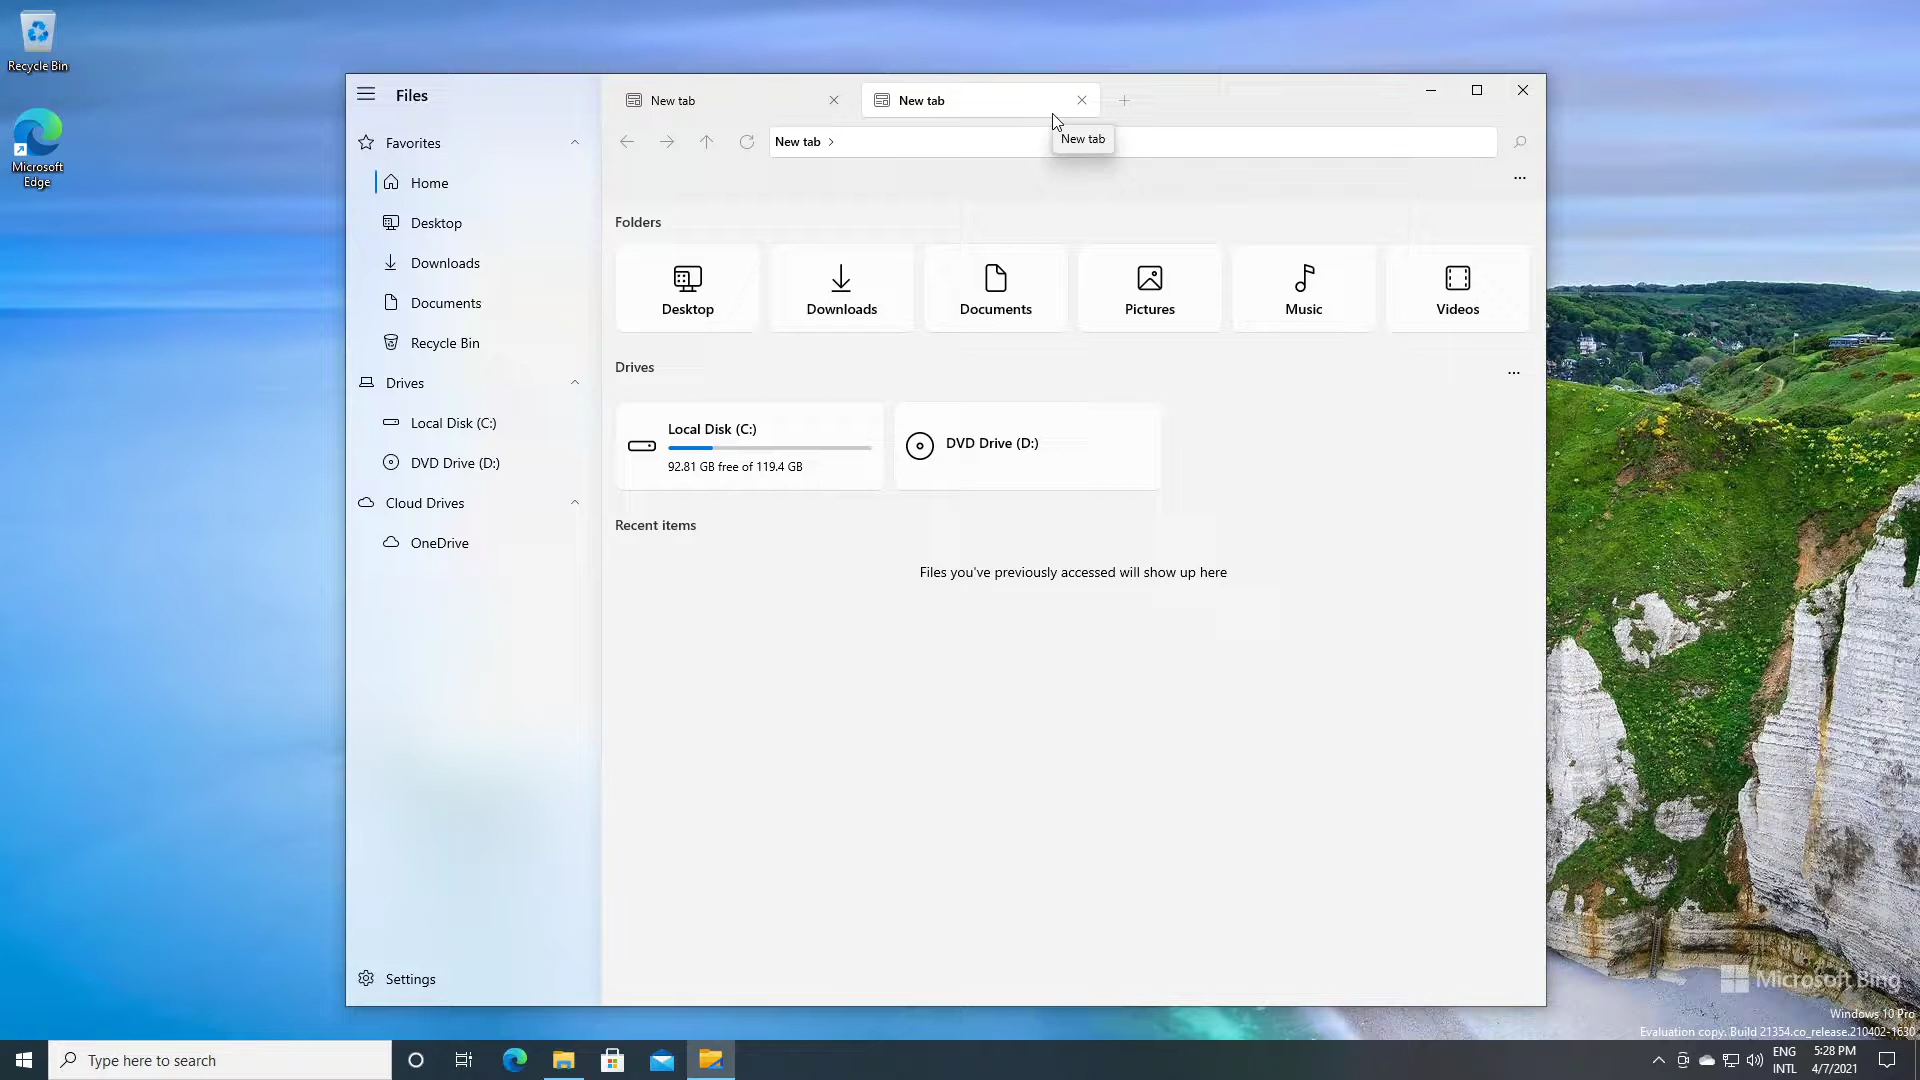 Recycle Bin
Microsoft
Edge
Files
New tab
New tab
Favorites
New tab
New tab
Home
Desktop
Downloads
Documents
Recycle Bin
Drives
Local Disk (C:)
DVD Drive (D:)
Cloud Drives
OneDrive
Settings
Folders
Desktop
Downloads
Documents
Pictures
Music
Videos
Drives
Local Disk (C:)
92.81 GB free of 119.4 GB
DVD Drive (D:)
Recent items
Files you've previously accessed will show up here
Microsoft Bing
Windows 10 Pro
Evaluation copy. Build 21354.co_release.210402-1630
Type here to search
ENG
INTL
5:28 PM
4/7/2021